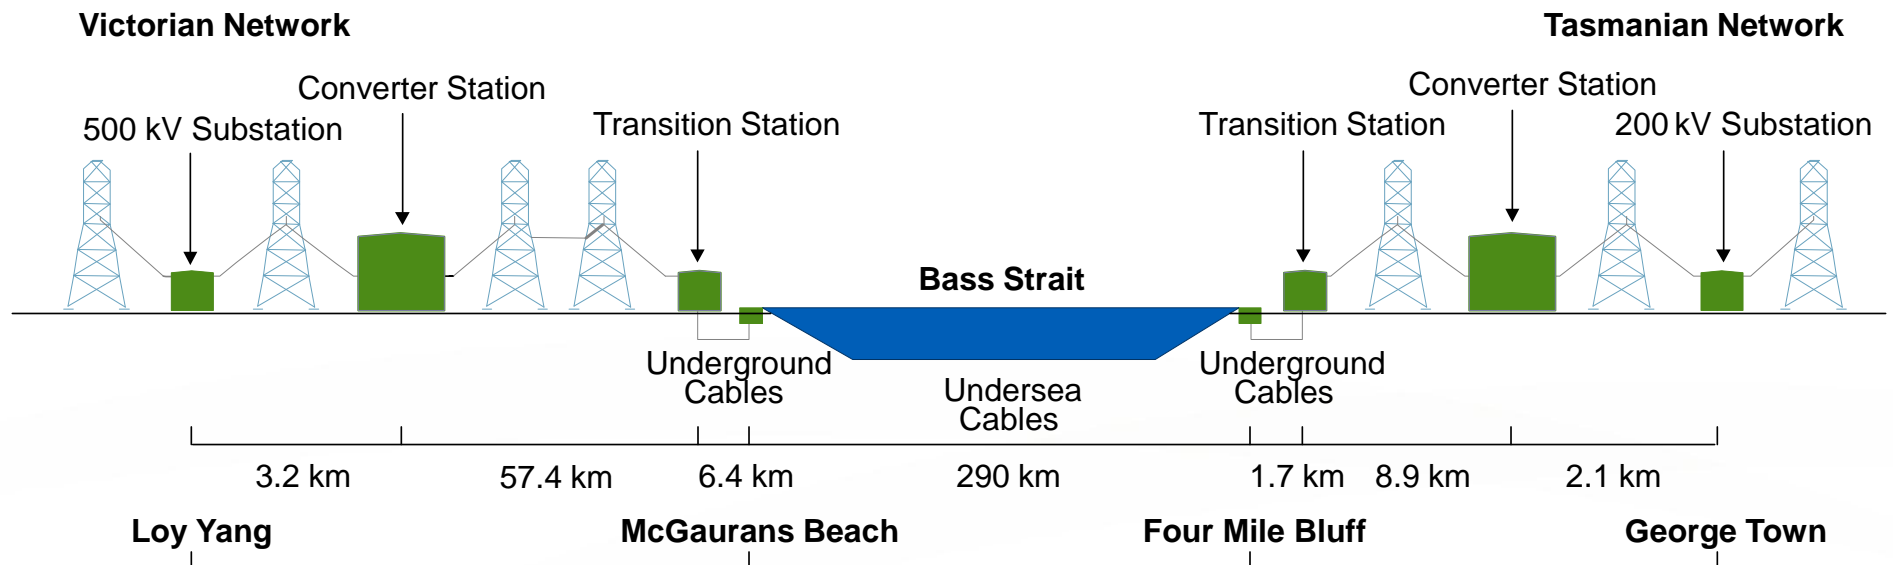 Victorian Network
Tasmanian Network
Converter Station
500 kV Substation
Transition Station
Converter Station
Transition Station
200 kV Substation
Bass Strait
Underground
Cables
Undersea
Cables
Underground
Cables
3.2 km
57.4 km
6.4 km
290 km
1.7 km
8.9 km
2.1 km
Loy Yang
McGaurans Beach
Four Mile Bluff
George Town